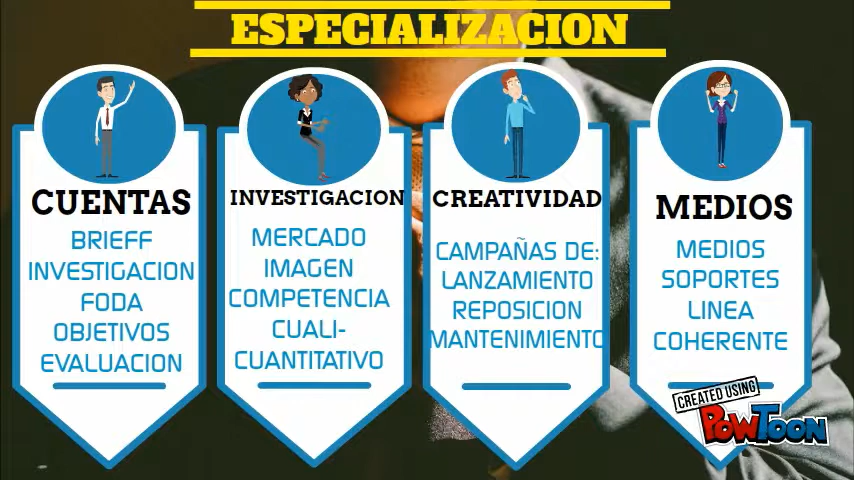 ESPECIALIZACION
CUENTAS
BRIEFF
INVESTIGACION
FODA
OBJETIVOS
EVALUACION
INVESTIGACION
MERCADO
IMAGEN
COMPETENCIA
CUALI-
CUANTITATIVO
CREATIVIDAD
CAMPAÑAS DE:
LANZAMIENTO
REPOSICION
MANTENIMIENTO
MEDIOS
MEDIOS
SOPORTES
LINEA
COHERENTE
CREATED USING
POWTOON